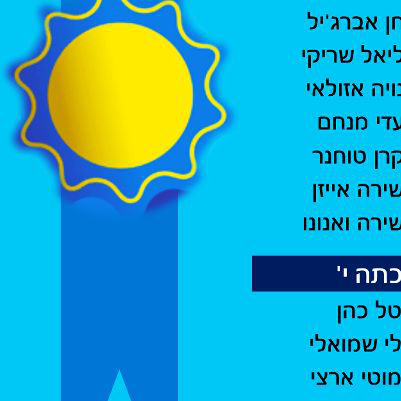 חן אברג'יל
ליאל שריקי
נויה אזולאי
עדי מנחם
קרן טוחנר
שירה אייזן
שירה ואנונו
כתה י'
טל כהן
לי שמואלי
מוטי ארצי